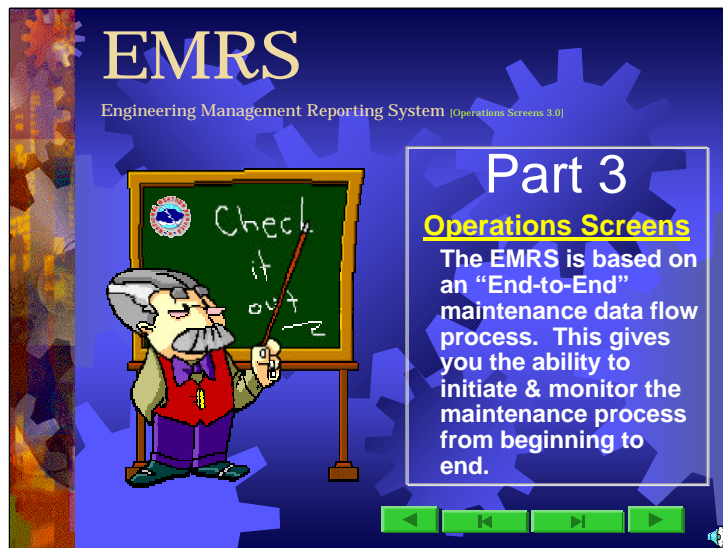 EMRS
Engineering Management Reporting System [Operations Screens 3.0]
Check
it
out
Part 3
Operations Screens
The EMRS is based on
an “End-to-End”
maintenance data flow
process.  This gives
you the ability to
initiate & monitor the
maintenance process
from beginning to
end.